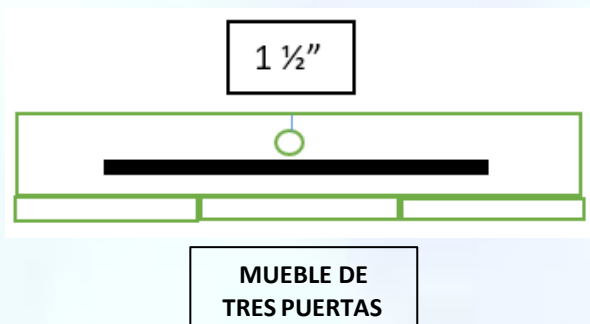 1 ½”
MUEBLE DE
TRES PUERTAS